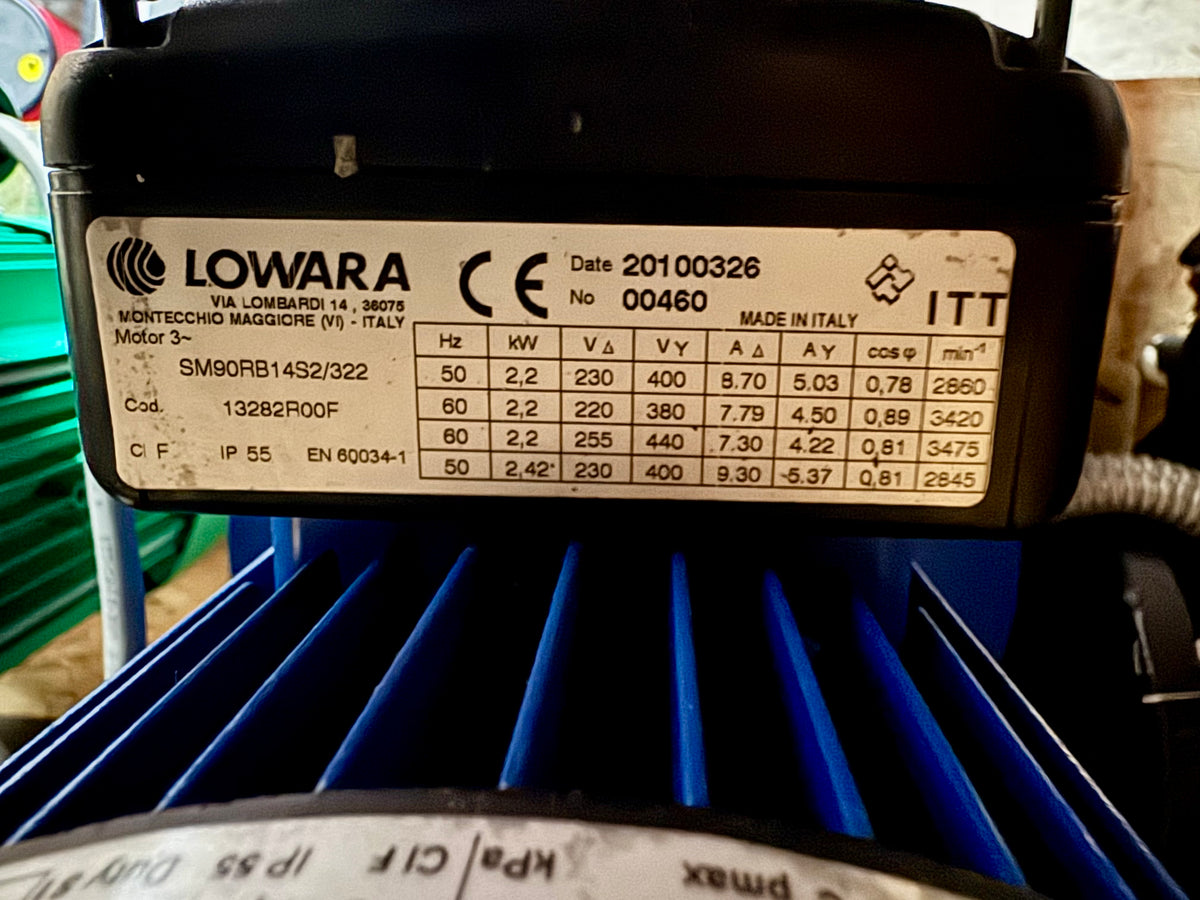 LOWARA
VIA LOMBARDI 14 , 36075
MONTECCHIO MAGGIORE (VI) - ITALY
Motor 3~
SM90RB14S2/322
Cod. 13282R00F
Cl F IP 55 EN 60034-1
CE
Date 20100326
No 00460
MADE IN ITALY
ITT
Hz kW V Δ V Y A Δ A Y cos φ min⁻¹
50 2,2 230 400 8.70 5.03 0,78 2860
60 2,2 220 380 7.79 4.50 0,89 3420
60 2,2 255 440 7.30 4.22 0,81 3475
50 2,42 230 400 9.30 5.37 0,81 2845
pmax kPa Cl F IP 55 Duty S1